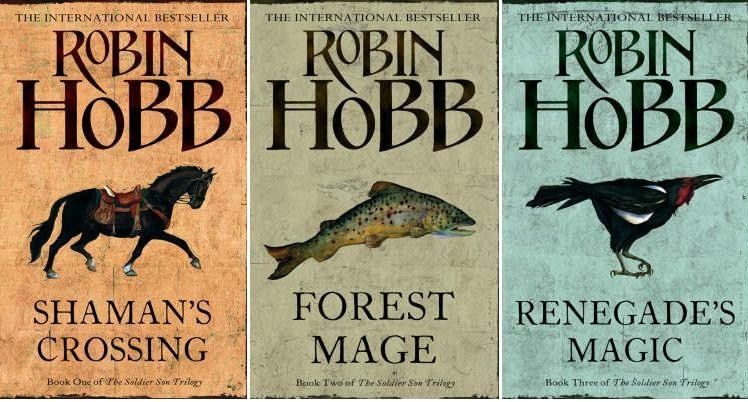 THE INTERNATIONAL BESTSELLER
ROBIN
HOBB
SHAMAN'S
CROSSING
Book One of The Soldier Son Trilogy
THE INTERNATIONAL BESTSELLER
ROBIN
HOBB
FOREST
MAGE
Book Two of The Soldier Son Trilogy
THE INTERNATIONAL BESTSELLER
ROBIN
HOBB
RENEGADE'S
MAGIC
Book Three of The Soldier Son Trilogy